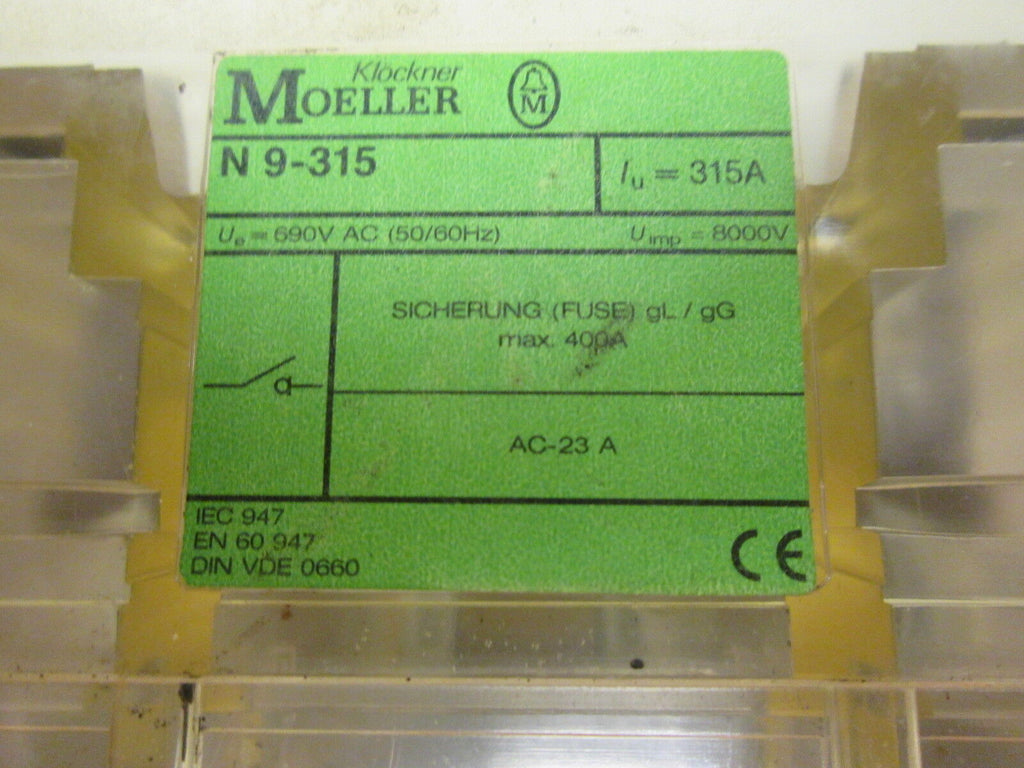 Klöckner
MOELLER
M
N 9-315
Iu = 315A
Ue = 690V AC (50/60Hz)
Uimp = 8000V
SICHERUNG (FUSE) gL / gG
max. 400A
AC-23 A
IEC 947
EN 60 947
DIN VDE 0660
CE